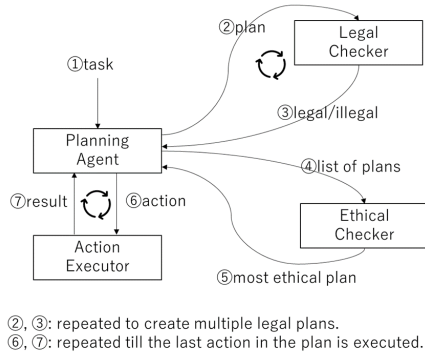 ②plan
Legal
Checker
①task
③legal/illegal
Planning
Agent
④list of plans
⑦result
⑥action
Ethical
Checker
Action
Executor
⑤most ethical plan
②, ③: repeated to create multiple legal plans.
⑥, ⑦: repeated till the last action in the plan is executed.